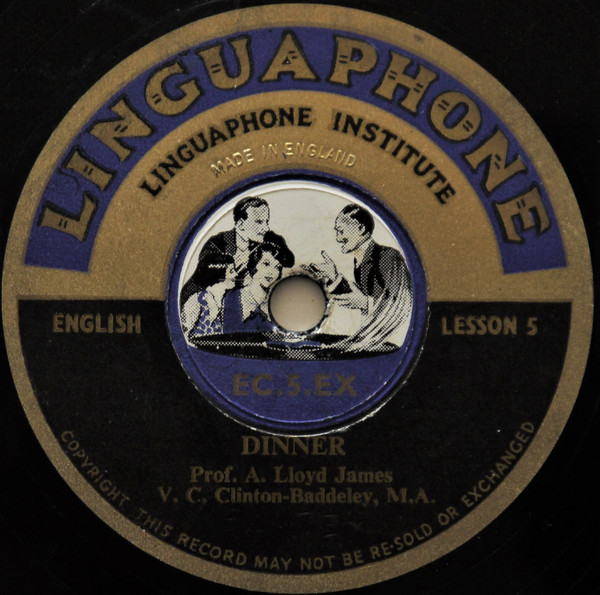 LINGUAPHONE
LINGUAPHONE INSTITUTE
MADE IN ENGLAND
ENGLISH
LESSON 5
EC.5.EX
DINNER
Prof. A. Lloyd James
V. C. Clinton-Baddeley, M.A.
COPYRIGHT THIS RECORD MAY NOT BE RE-SOLD OR EXCHANGED